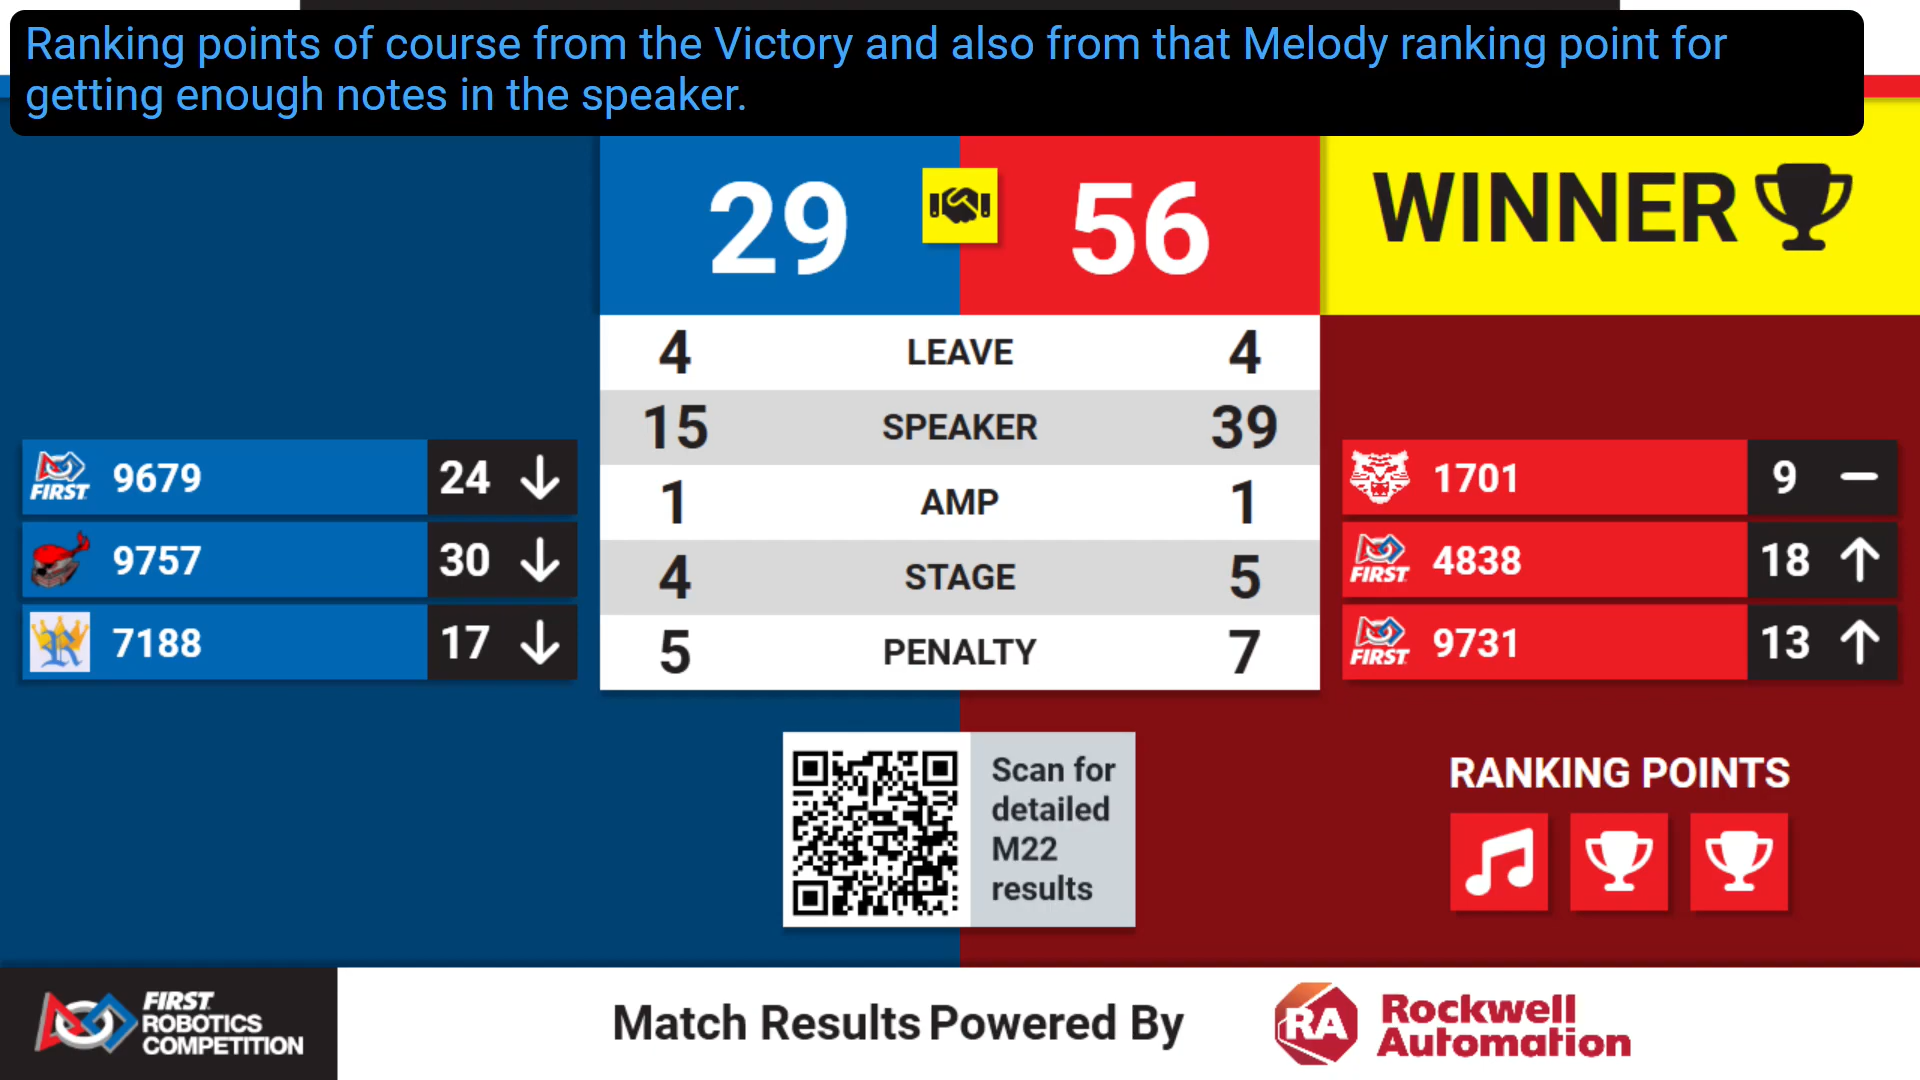 Ranking points of course from the Victory and also from that Melody ranking point for
getting enough notes in the speaker.
29 56 WINNER
4 LEAVE 4
15 SPEAKER 39
1 AMP 1
4 STAGE 5
5 PENALTY 7
FIRST 9679 24
9757 30
R 7188 17
1701 9
FIRST 4838 18
FIRST 9731 13
Scan for
detailed
M22
results
RANKING POINTS
FIRST
ROBOTICS
COMPETITION
Match Results Powered By
RA Rockwell
Automation